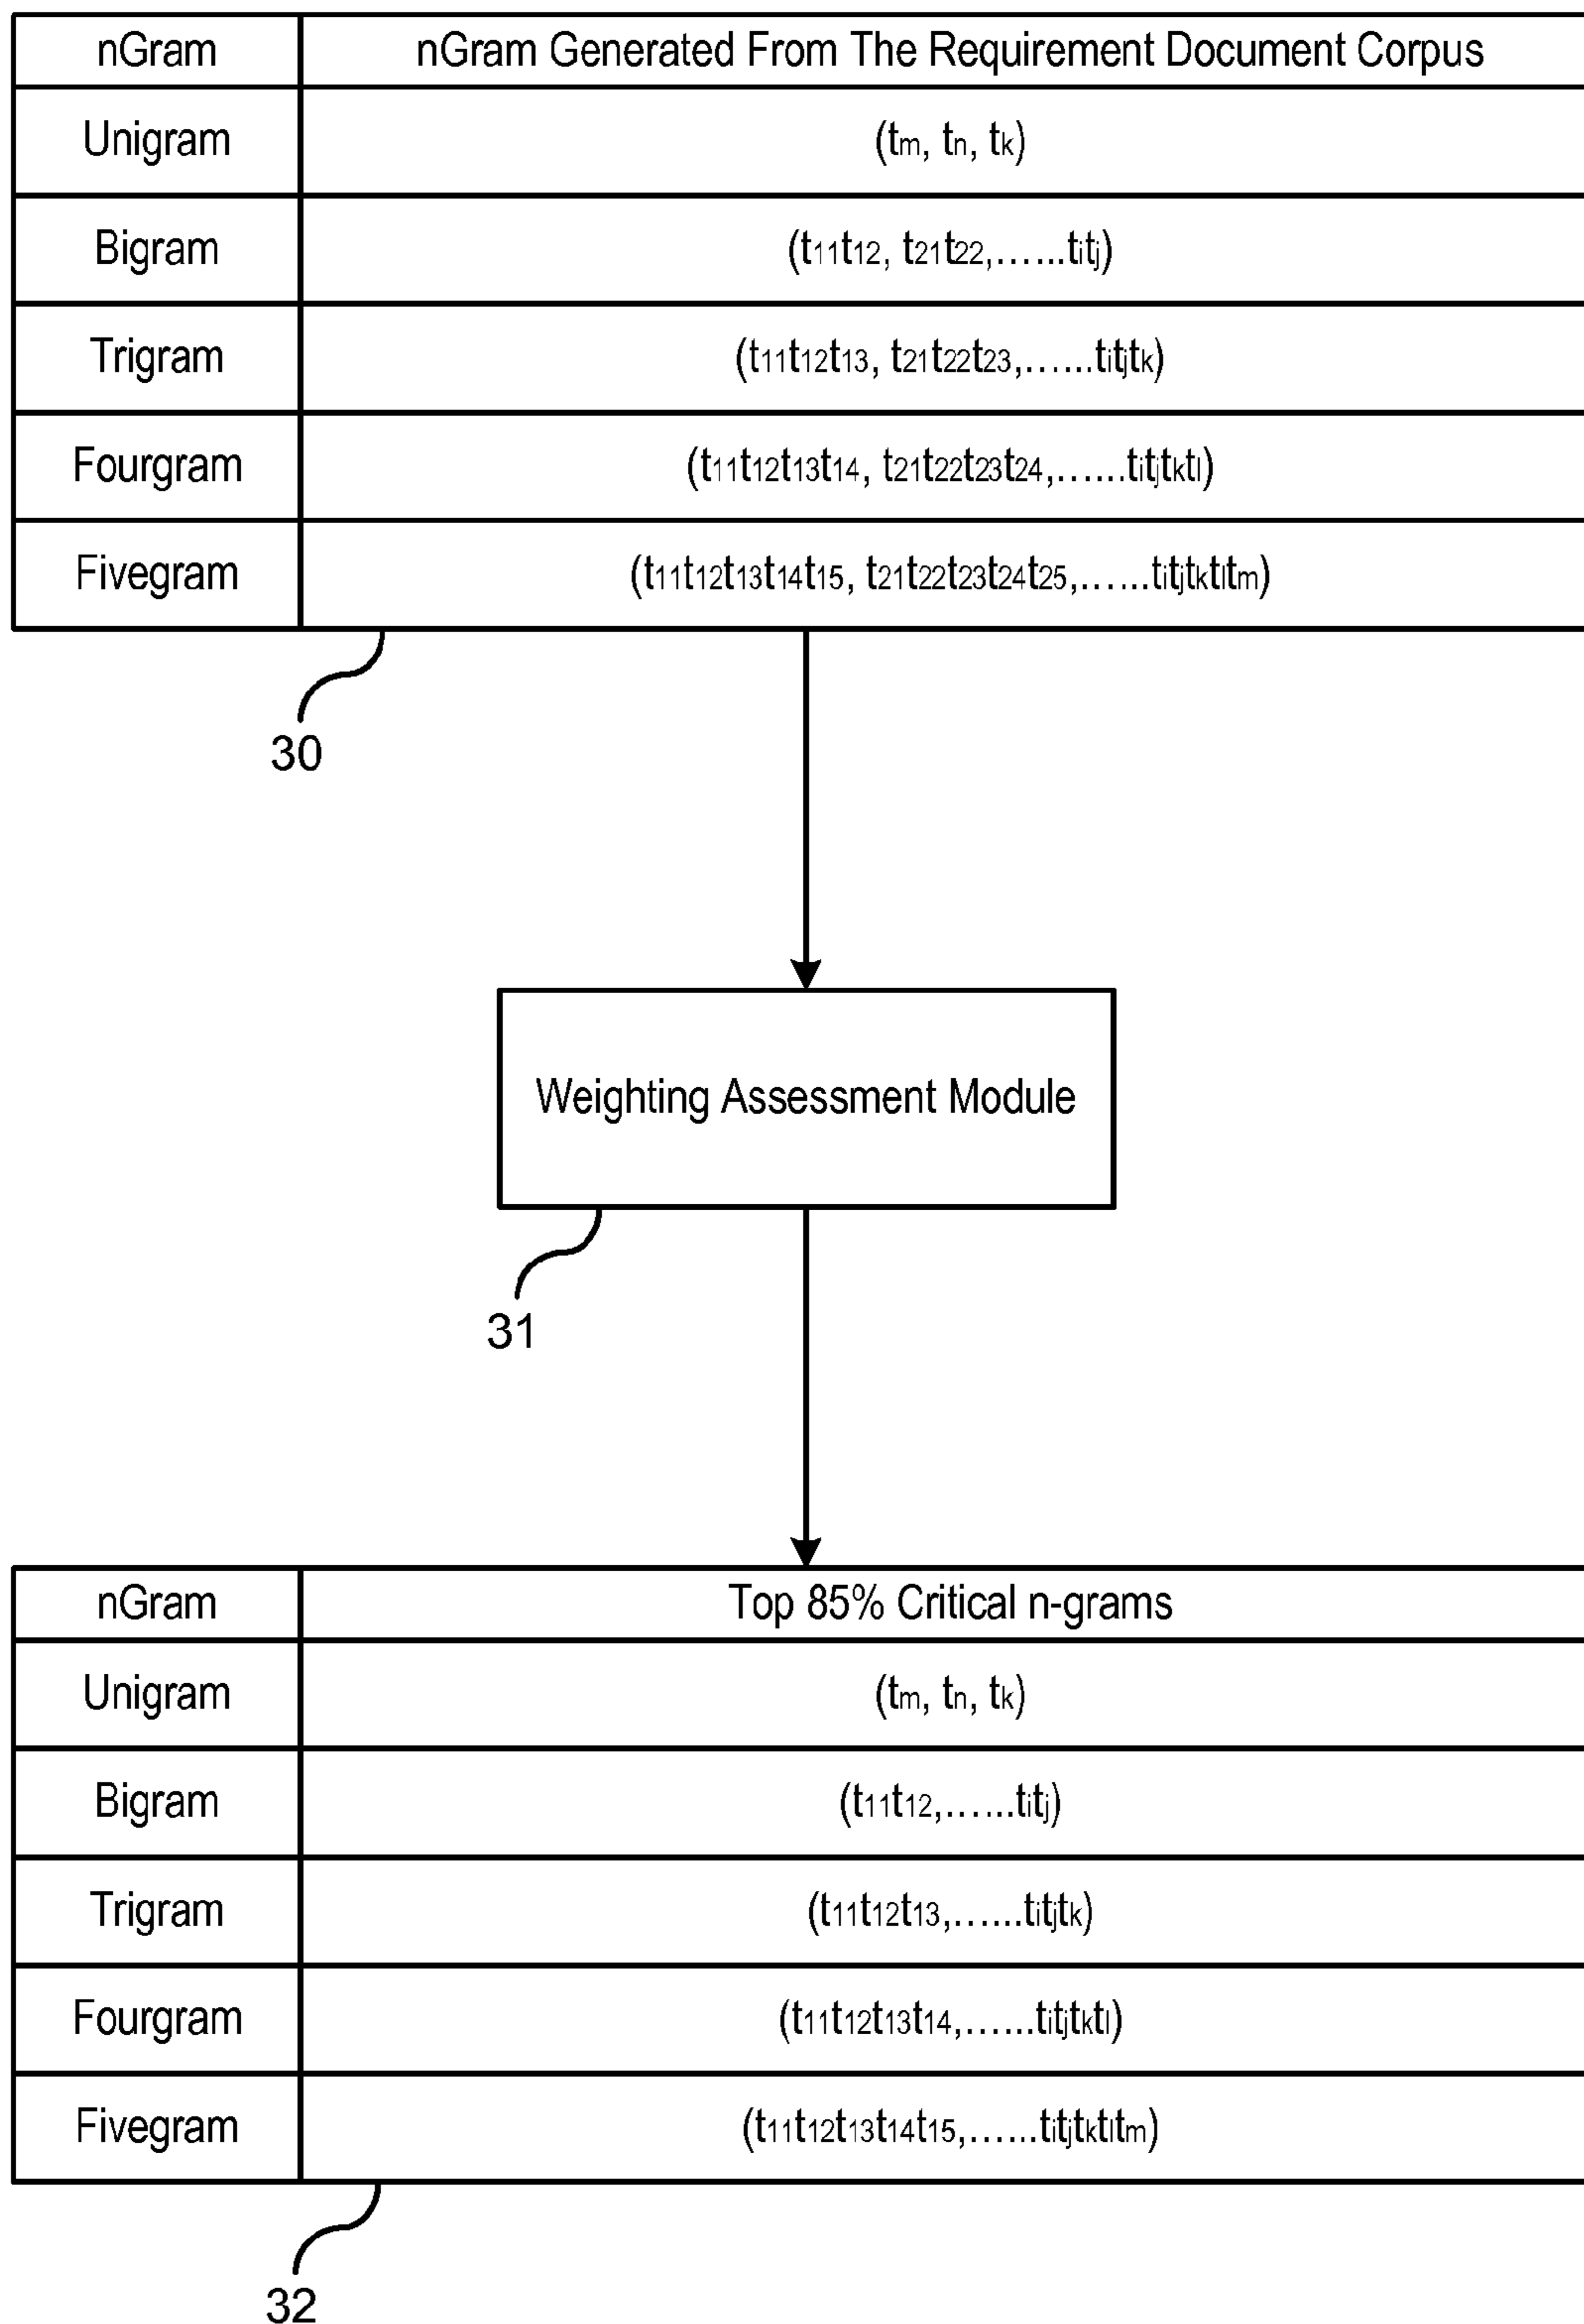 nGram nGram Generated From The Requirement Document Corpus
Unigram (tm, tn, tk)
Bigram (t11t12, t21t22,......titj)
Trigram (t11t12t13, t21t22t23,......titjtk)
Fourgram (t11t12t13t14, t21t22t23t24,......titjtktl)
Fivegram (t11t12t13t14t15, t21t22t23t24t25,......titjtktltm)
30
Weighting Assessment Module
31
nGram Top 85% Critical n-grams
Unigram (tm, tn, tk)
Bigram (t11t12,......titj)
Trigram (t11t12t13,......titjtk)
Fourgram (t11t12t13t14,......titjtktl)
Fivegram (t11t12t13t14t15,......titjtktltm)
32